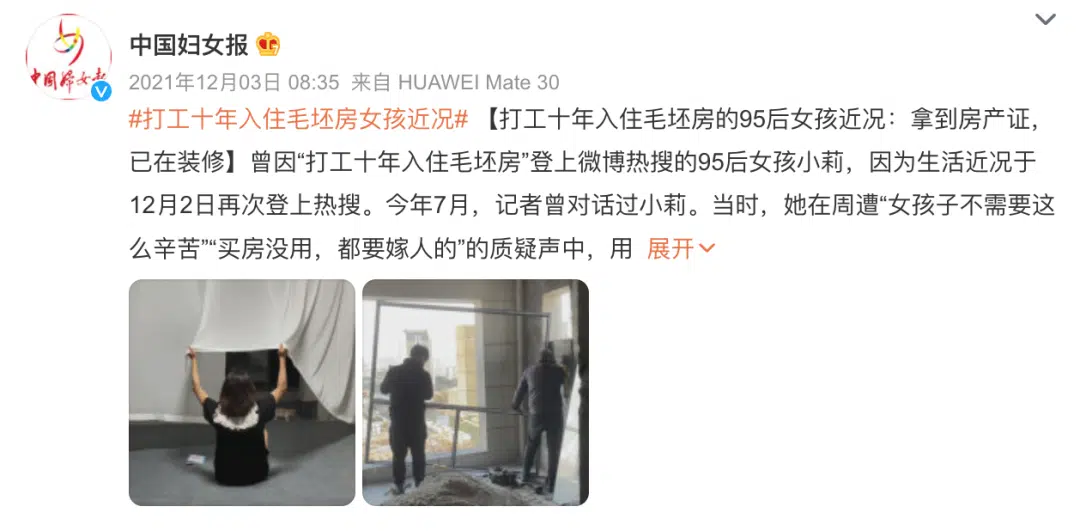 中国妇女报
中国妇女报
2021年12月03日 08:35 来自 HUAWEI Mate 30
#打工十年入住毛坯房女孩近况# 【打工十年入住毛坯房的95后女孩近况：拿到房产证，
已在装修】曾因“打工十年入住毛坯房”登上微博热搜的95后女孩小莉，因为生活近况于
12月2日再次登上热搜。今年7月，记者曾对话过小莉。当时，她在周遭“女孩子不需要这
么辛苦”“买房没用，都要嫁人的”的质疑声中，用 展开